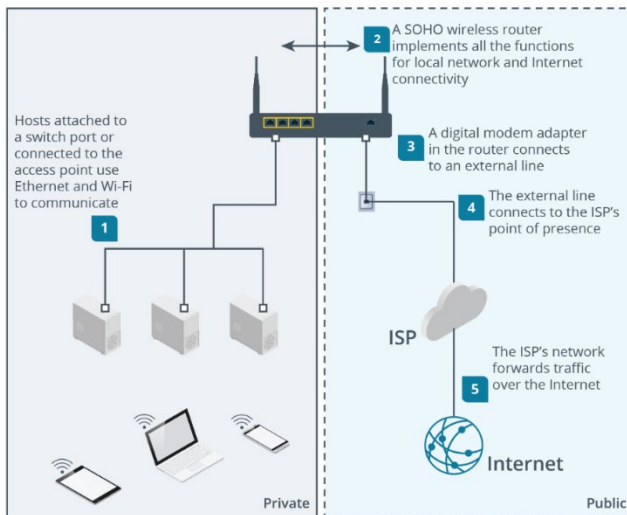 2
A SOHO wireless router
implements all the functions
for local network and Internet
connectivity
Hosts attached to
a switch port or
connected to the
access point use
Ethernet and Wi-Fi
to communicate
1
3
A digital modem adapter
in the router connects
to an external line
4
The external line
connects to the ISP's
point of presence
ISP
5
The ISP's network
forwards traffic
over the Internet
Internet
Private
Public